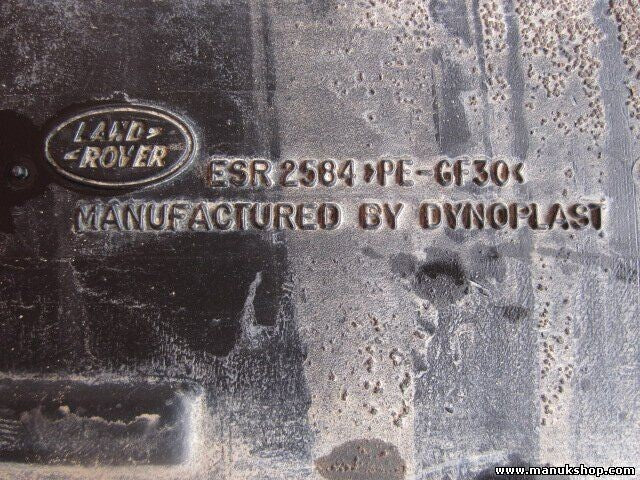 LAND-
-ROVER
ESR 2584 >PE-GF30<
MANUFACTURED BY DYNOPLAST
www.manukshop.com